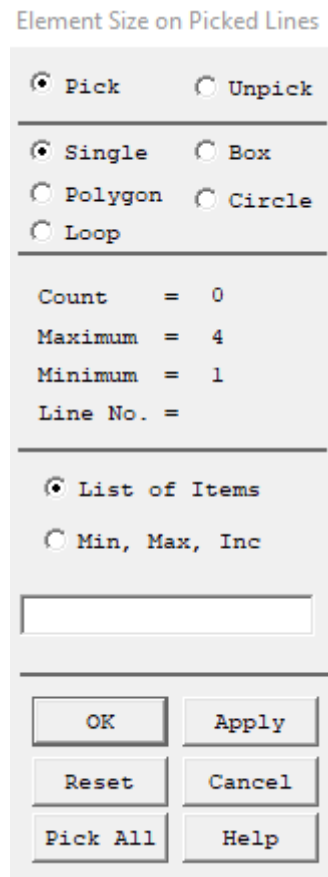 Element Size on Picked Lines
Pick Unpick
Single Box
Polygon Circle
Loop
Count = 0
Maximum = 4
Minimum = 1
Line No. =
List of Items
Min, Max, Inc
OK Apply
Reset Cancel
Pick All Help